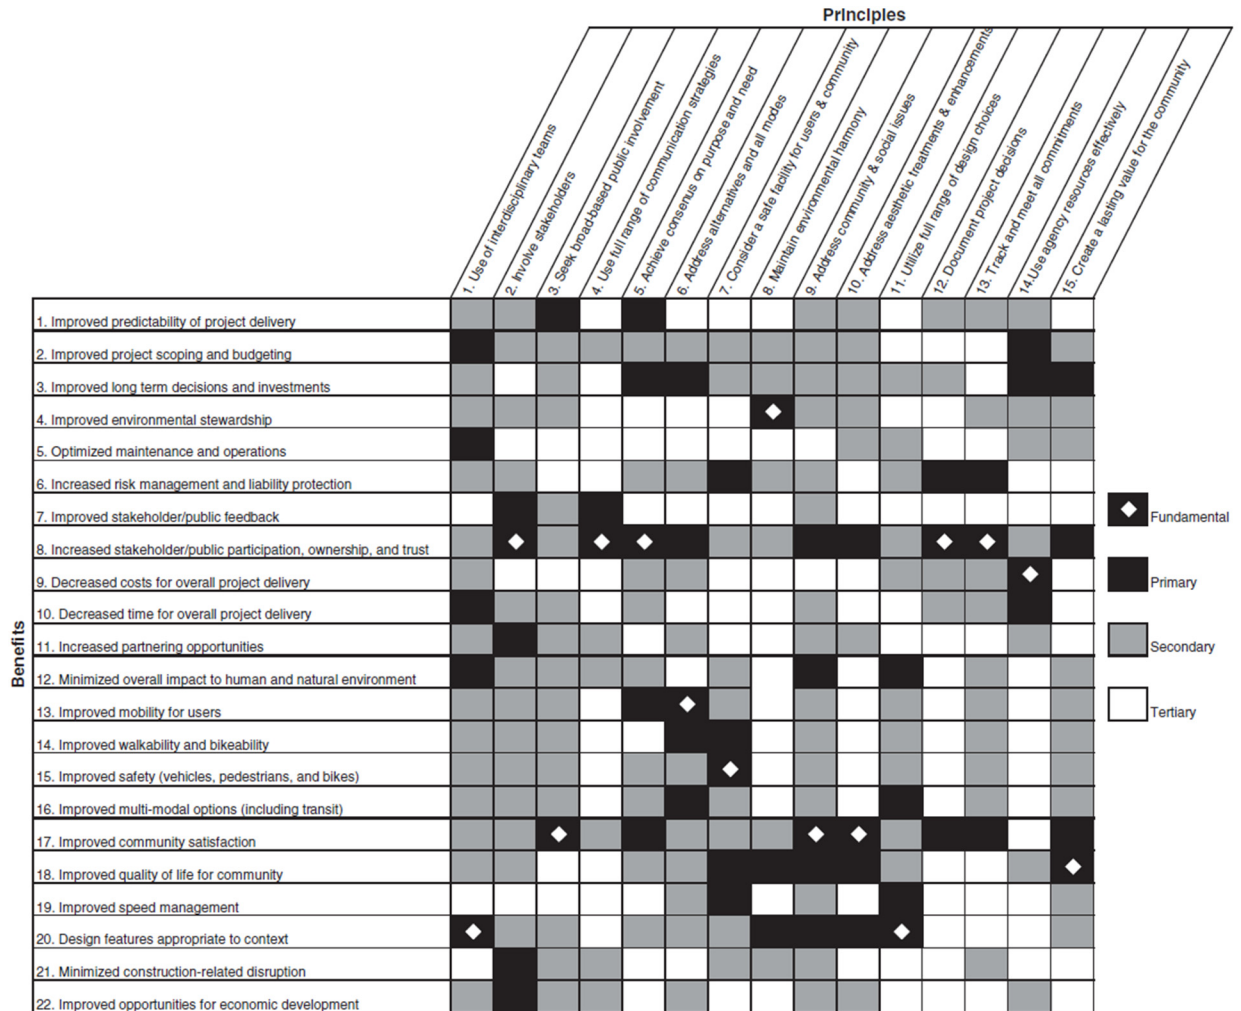 Principles
1. Use of interdisciplinary teams
2. Involve stakeholders
3. Seek broad-based public involvement
4. Use full range of communication strategies
5. Achieve consenus on purpose and need
6. Address alternatives and all modes
7. Consider a safe facility for users & community
8. Maintain environmental harmony
9. Address community & social issues
10. Address aesthetic treatments & enhancements
11. Utilize full range of design choices
12. Document project decisions
13. Track and meet all commitments
14.Use agency resources effectively
15. Create a lasting value for the community
Benefits
1. Improved predictability of project delivery
2. Improved project scoping and budgeting
3. Improved long term decisions and investments
4. Improved environmental stewardship
5. Optimized maintenance and operations
6. Increased risk management and liability protection
7. Improved stakeholder/public feedback
8. Increased stakeholder/public participation, ownership, and trust
9. Decreased costs for overall project delivery
10. Decreased time for overall project delivery
11. Increased partnering opportunities
12. Minimized overall impact to human and natural environment
13. Improved mobility for users
14. Improved walkability and bikeability
15. Improved safety (vehicles, pedestrians, and bikes)
16. Improved multi-modal options (including transit)
17. Improved community satisfaction
18. Improved quality of life for community
19. Improved speed management
20. Design features appropriate to context
21. Minimized construction-related disruption
22. Improved opportunities for economic development
Fundamental
Primary
Secondary
Tertiary